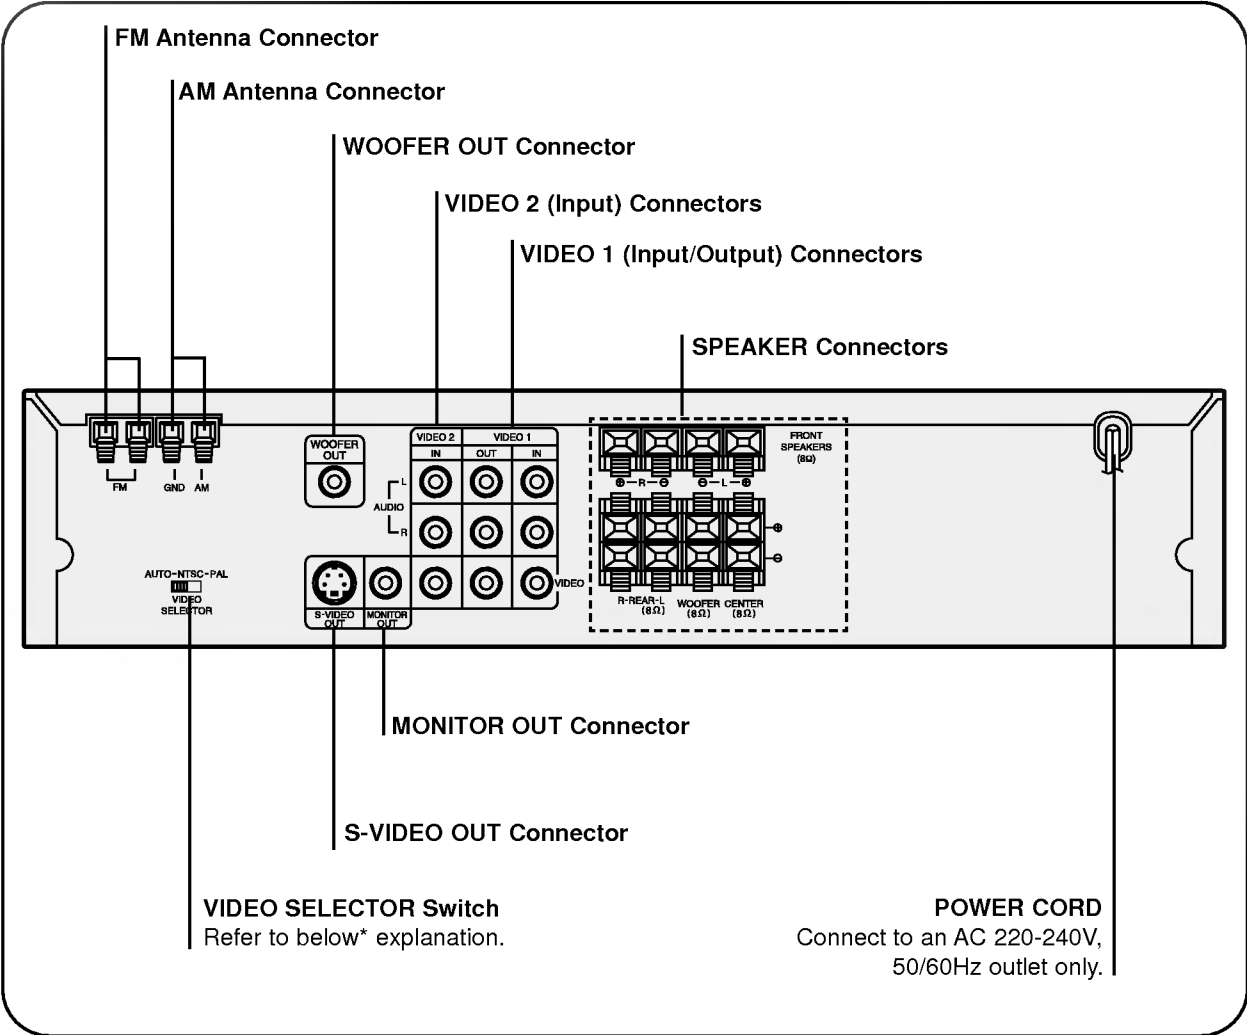 FM Antenna Connector
AM Antenna Connector
WOOFER OUT Connector
VIDEO 2 (Input) Connectors
VIDEO 1 (Input/Output) Connectors
SPEAKER Connectors
WOOFER
OUT
VIDEO 2
VIDEO 1
IN
OUT
IN
FRONT
SPEAKERS
(8Ω)
FM
GND
AM
L
AUDIO
R
⊕–R–⊖
⊖–L–⊕
⊕
⊖
AUTO-NTSC-PAL
VIDEO
SELECTOR
VIDEO
S-VIDEO
OUT
MONITOR
OUT
R-REAR-L
(8Ω)
WOOFER
(8Ω)
CENTER
(8Ω)
MONITOR OUT Connector
S-VIDEO OUT Connector
VIDEO SELECTOR Switch
Refer to below* explanation.
POWER CORD
Connect to an AC 220-240V,
50/60Hz outlet only.